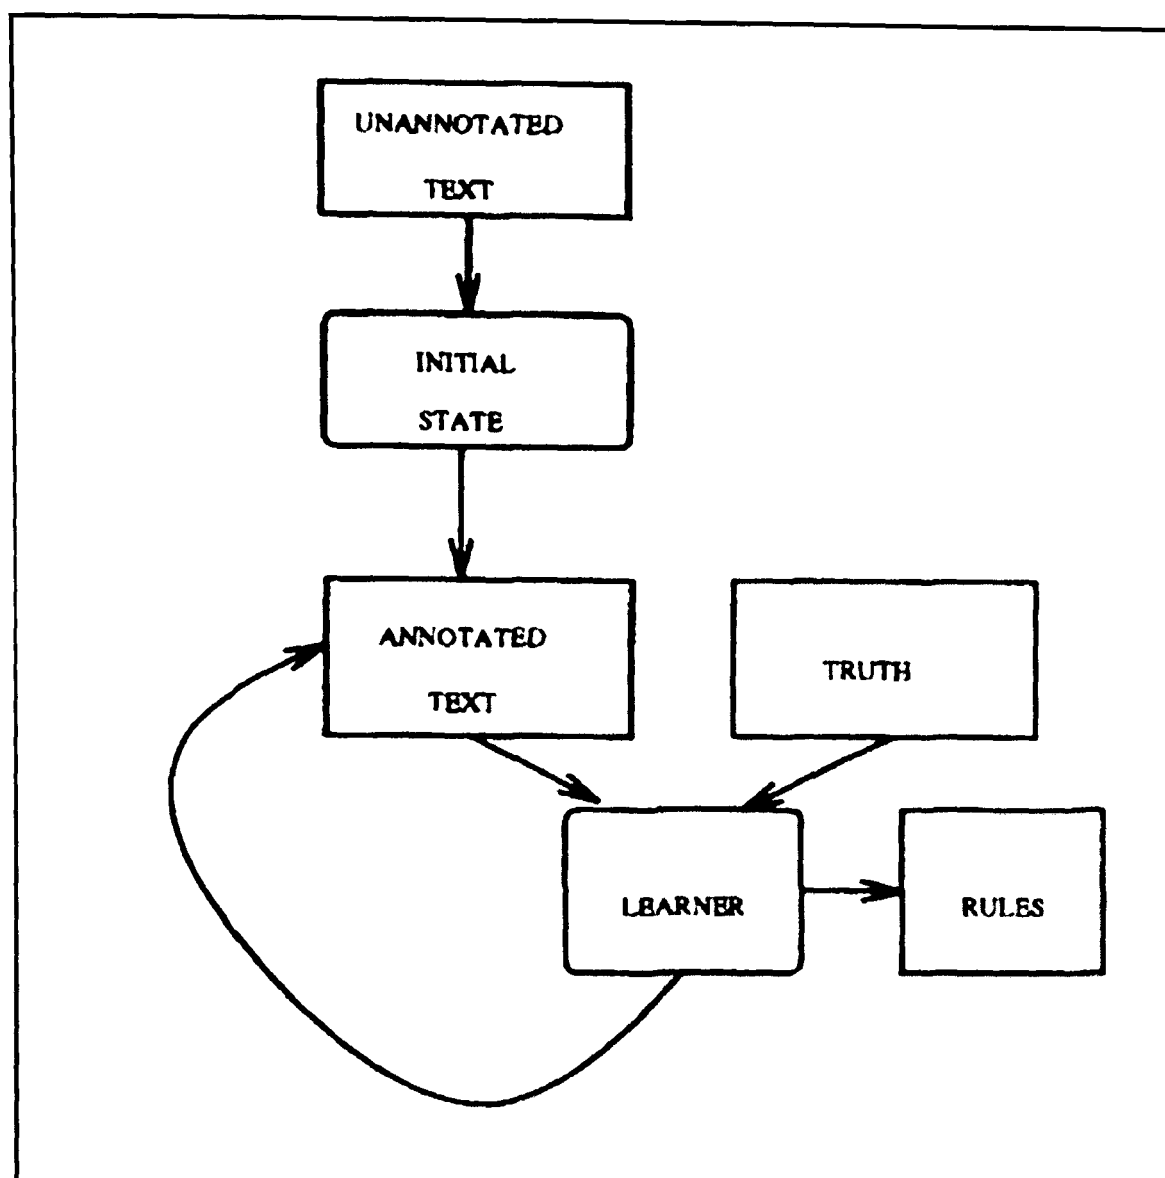 UNANNOTATED
TEXT
INITIAL
STATE
ANNOTATED
TEXT
TRUTH
LEARNER
RULES